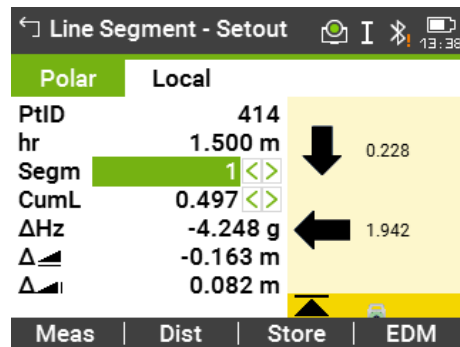 Line Segment - Setout 13:38
Polar Local
PtID 414
hr 1.500 m
Segm 1
CumL 0.497
ΔHz -4.248 g
Δ -0.163 m
Δ 0.082 m
0.228
1.942
Meas Dist Store EDM